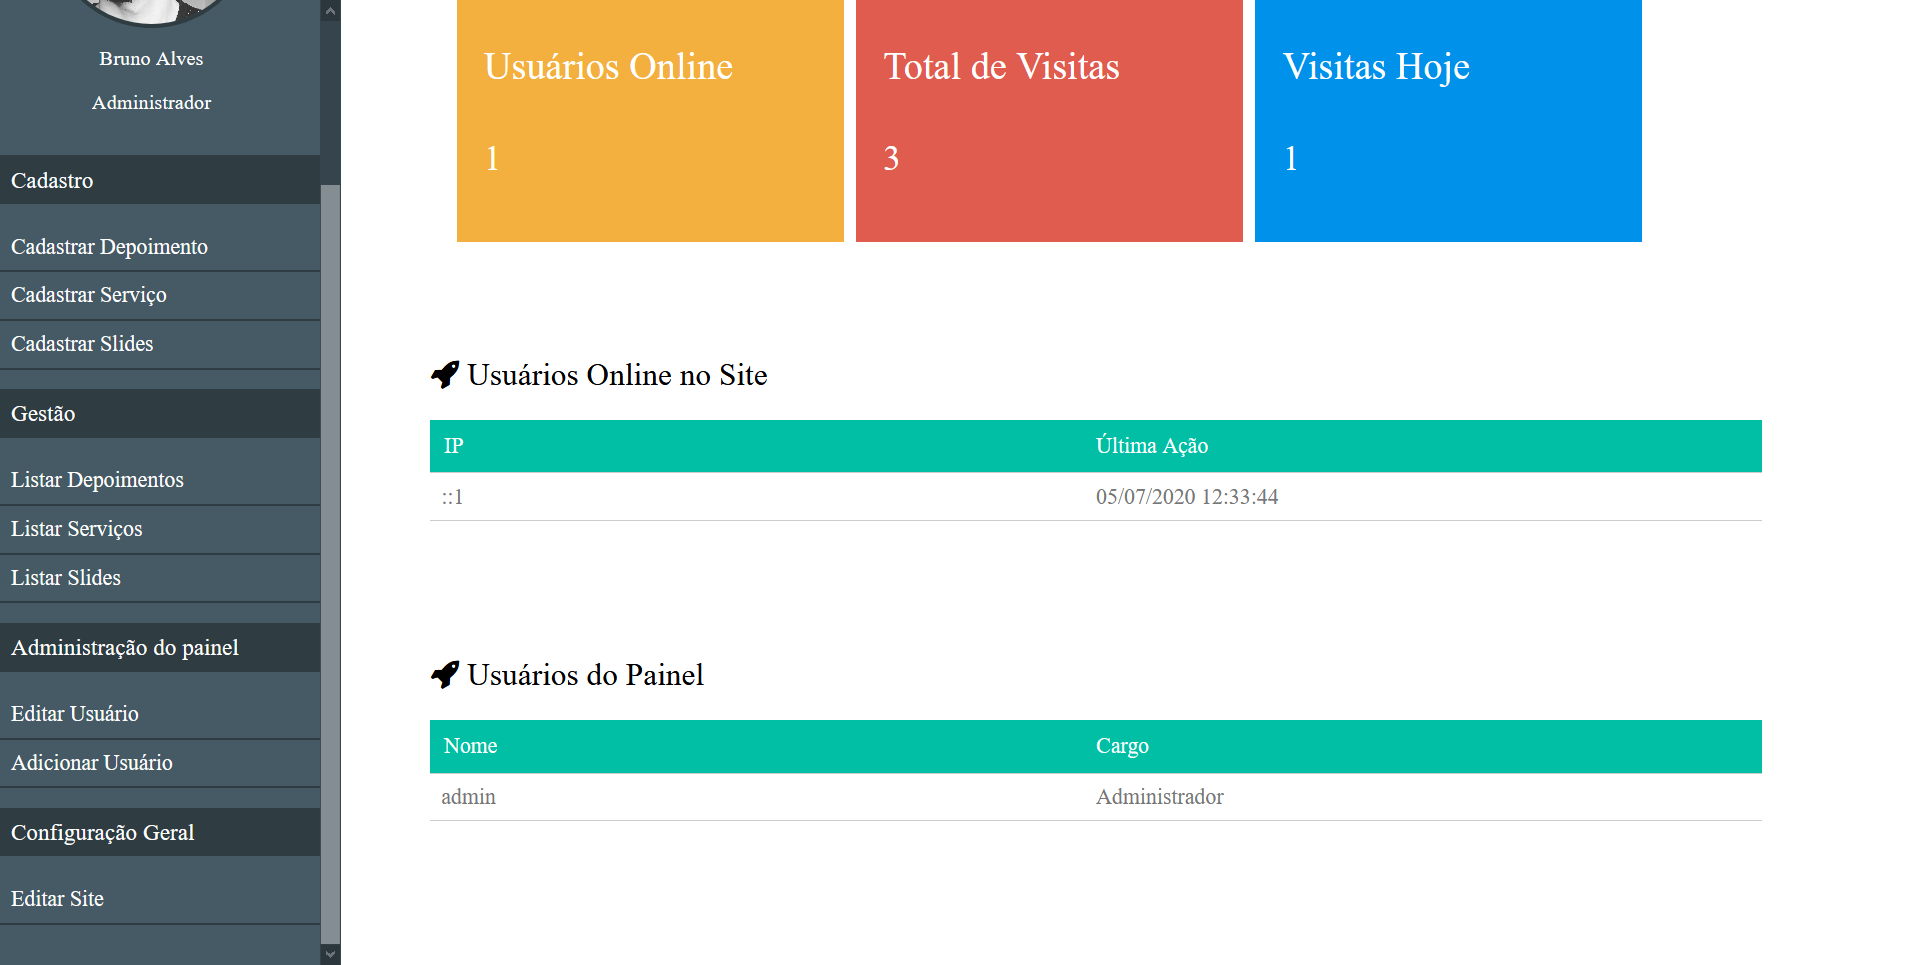 Bruno Alves
Administrador
Cadastro
Cadastrar Depoimento
Cadastrar Serviço
Cadastrar Slides
Gestão
Listar Depoimentos
Listar Serviços
Listar Slides
Administração do painel
Editar Usuário
Adicionar Usuário
Configuração Geral
Editar Site
Usuários Online
1
Total de Visitas
3
Visitas Hoje
1
Usuários Online no Site
IP Última Ação
::1 05/07/2020 12:33:44
Usuários do Painel
Nome Cargo
admin Administrador